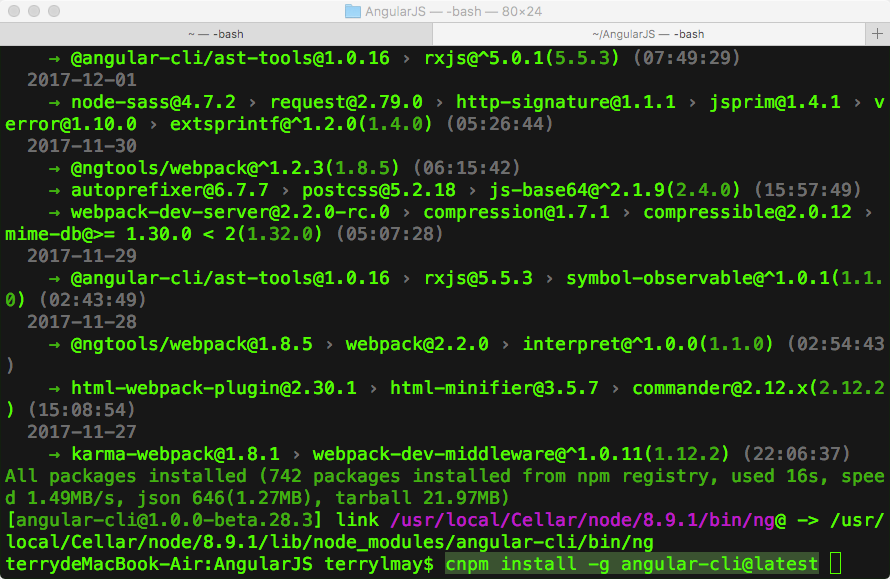 AngularJS — -bash — 80×24
~ — -bash
~/AngularJS — -bash
→ @angular-cli/ast-tools@1.0.16 › rxjs@^5.0.1(5.5.3) (07:49:29)
2017-12-01
→ node-sass@4.7.2 › request@2.79.0 › http-signature@1.1.1 › jsprim@1.4.1 › v
error@1.10.0 › extsprintf@^1.2.0(1.4.0) (05:26:44)
2017-11-30
→ @ngtools/webpack@^1.2.3(1.8.5) (06:15:42)
→ autoprefixer@6.7.7 › postcss@5.2.18 › js-base64@^2.1.9(2.4.0) (15:57:49)
→ webpack-dev-server@2.2.0-rc.0 › compression@1.7.1 › compressible@2.0.12 ›
mime-db@>= 1.30.0 < 2(1.32.0) (05:07:28)
2017-11-29
→ @angular-cli/ast-tools@1.0.16 › rxjs@5.5.3 › symbol-observable@^1.0.1(1.1.
0) (02:43:49)
2017-11-28
→ @ngtools/webpack@1.8.5 › webpack@2.2.0 › interpret@^1.0.0(1.1.0) (02:54:43
)
→ html-webpack-plugin@2.30.1 › html-minifier@3.5.7 › commander@2.12.x(2.12.2
) (15:08:54)
2017-11-27
→ karma-webpack@1.8.1 › webpack-dev-middleware@^1.0.11(1.12.2) (22:06:37)
All packages installed (742 packages installed from npm registry, used 16s, spee
d 1.49MB/s, json 646(1.27MB), tarball 21.97MB)
[angular-cli@1.0.0-beta.28.3] link /usr/local/Cellar/node/8.9.1/bin/ng@ -> /usr/
local/Cellar/node/8.9.1/lib/node_modules/angular-cli/bin/ng
terrydeMacBook-Air:AngularJS terrylmay$ cnpm install -g angular-cli@latest